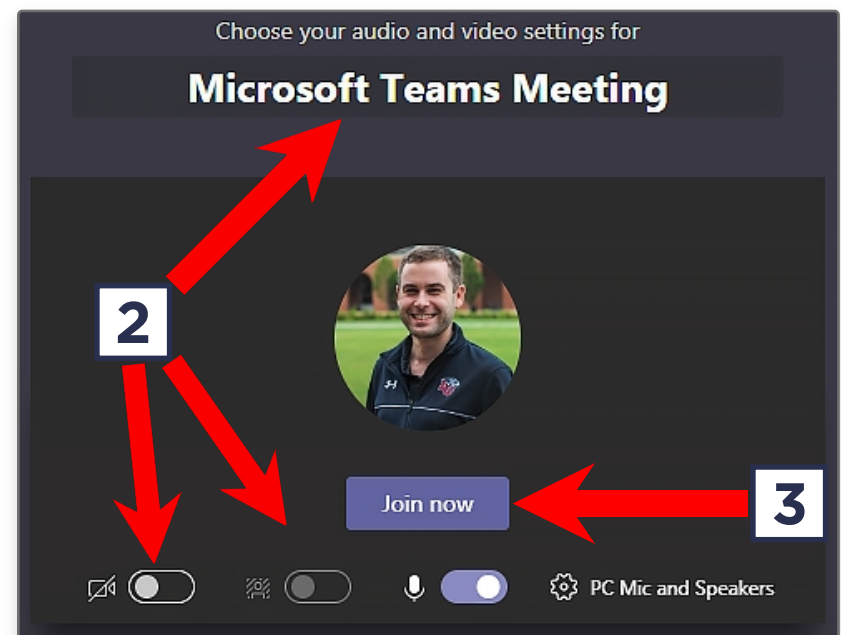 Choose your audio and video settings for
Microsoft Teams Meeting
2
Join now
3
PC Mic and Speakers